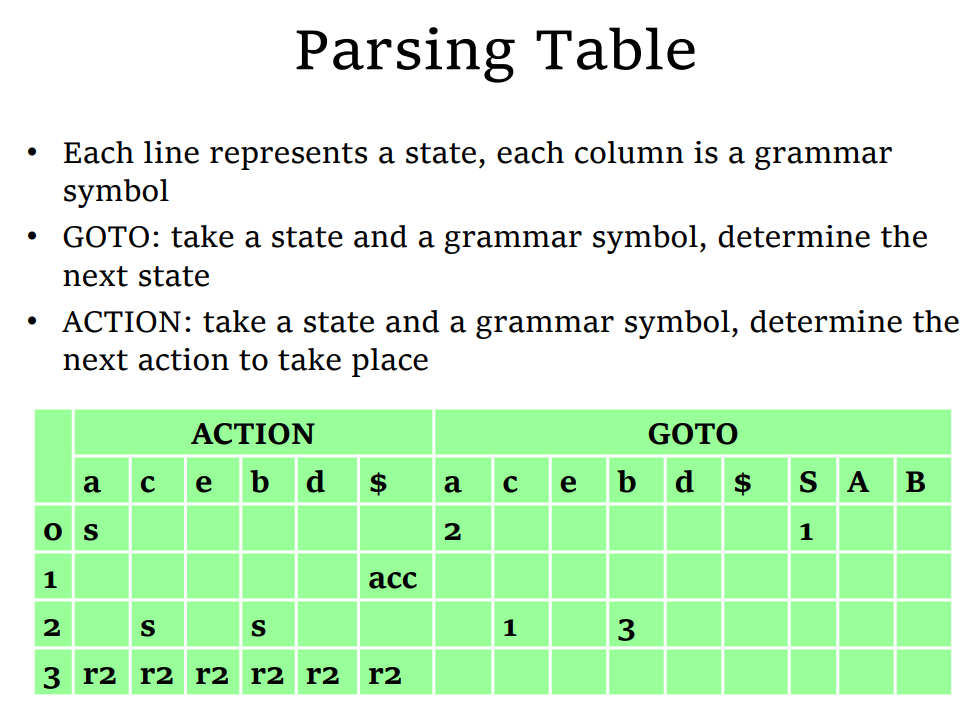 Parsing Table
• Each line represents a state, each column is a grammar
symbol
• GOTO: take a state and a grammar symbol, determine the
next state
• ACTION: take a state and a grammar symbol, determine the
next action to take place
ACTION GOTO
a c e b d $ a c e b d $ S A B
0 s 2 1
1 acc
2 s s 1 3
3 r2 r2 r2 r2 r2 r2